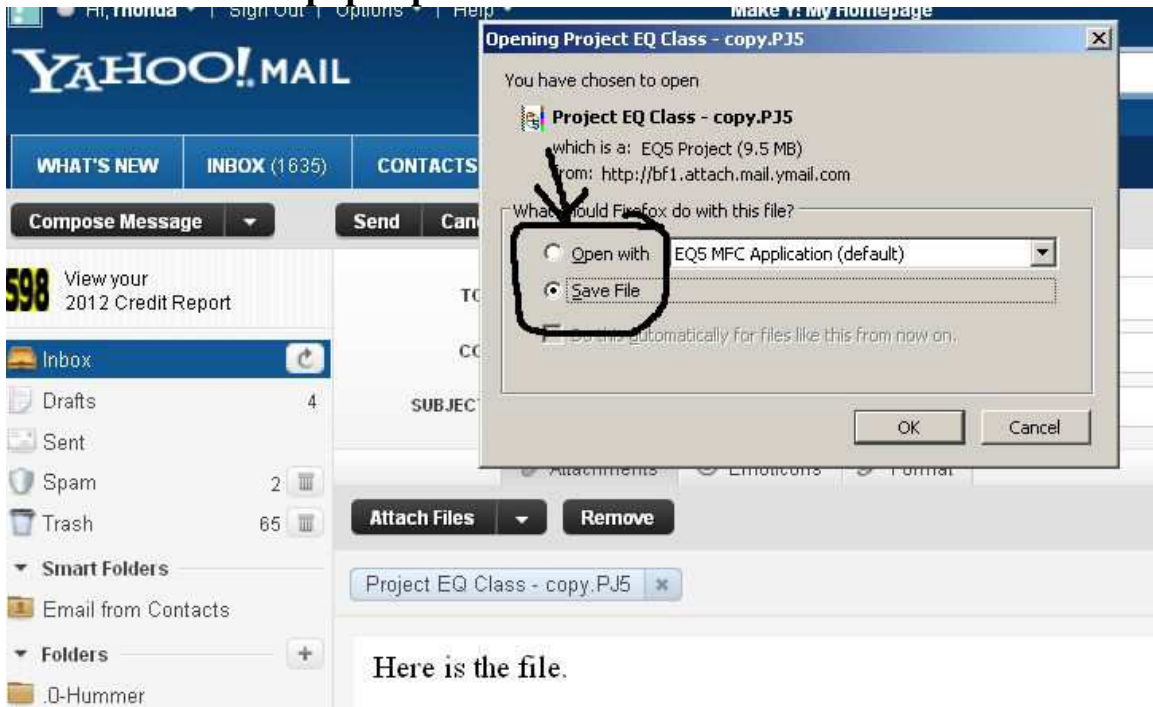 Hi, rhonda | Sign Out | Options | Help
Make Y! My Homepage
YAHOO! MAIL
WHAT'S NEW INBOX (1635) CONTACTS
Compose Message
Send
598
View your
2012 Credit Report
Inbox
Drafts 4
Sent
Spam 2
Trash 65
Smart Folders
Email from Contacts
Folders +
.0-Hummer
Opening Project EQ Class - copy.PJ5
You have chosen to open
Project EQ Class - copy.PJ5
which is a: EQ5 Project (9.5 MB)
from: http://bf1.attach.mail.ymail.com
What should Firefox do with this file?
Open with EQ5 MFC Application (default)
Save File
Do this automatically for files like this from now on.
OK Cancel
Attachments Emoticons Format
Attach Files Remove
Project EQ Class - copy.PJ5
Here is the file.